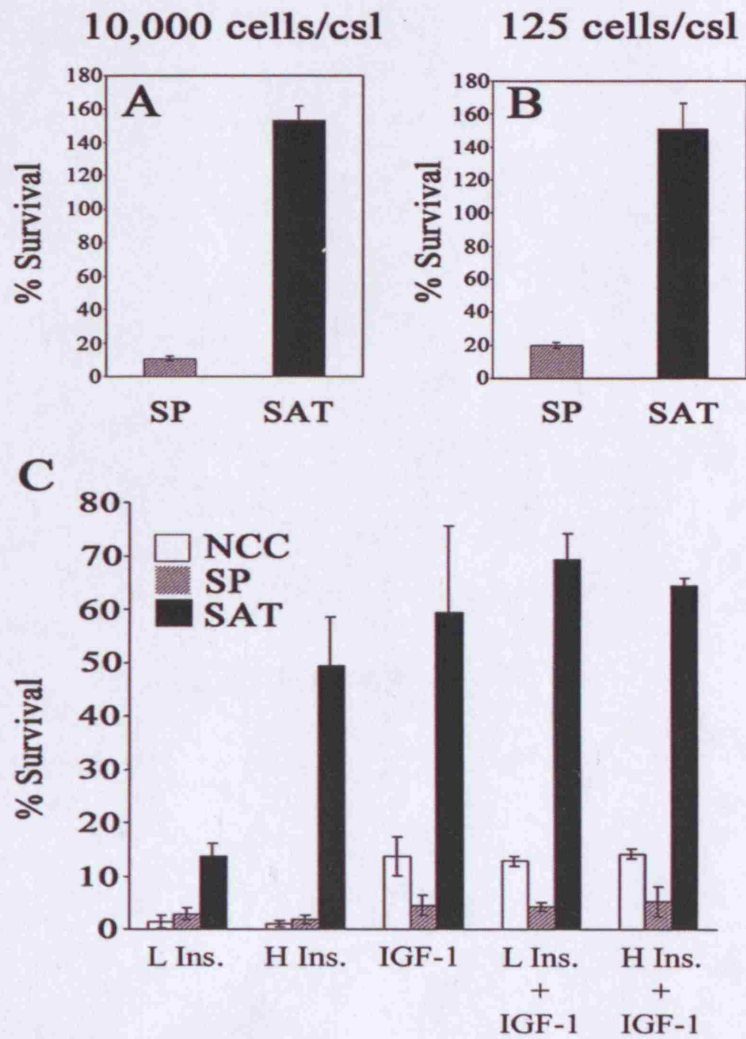 10,000 cells/csl 125 cells/csl
A
% Survival
180
160
140
120
100
80
60
40
20
0
SP SAT
B
% Survival
180
160
140
120
100
80
60
40
20
0
SP SAT
C
% Survival
80
70
60
50
40
30
20
10
0
NCC
SP
SAT
L Ins. H Ins. IGF-1 L Ins. H Ins.
+ +
IGF-1 IGF-1